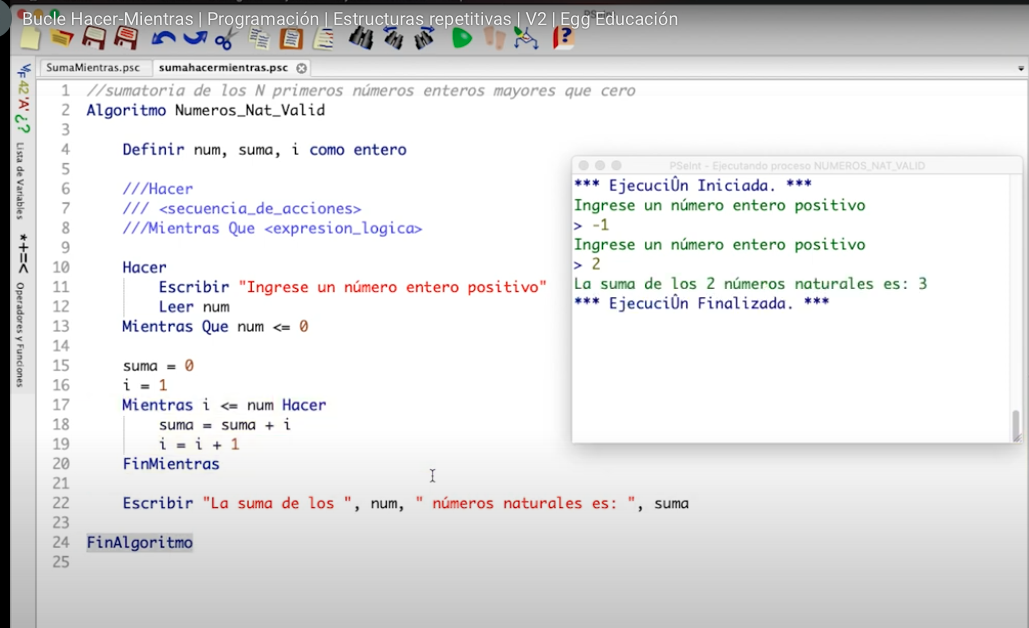 Bucle Hacer-Mientras | Programación | Estructuras repetitivas | V2 | Egg Educación
SumaMientras.psc
sumahacermientras.psc
Lista de Variables
Operadores y Funciones
*+=<
1 //sumatoria de los N primeros números enteros mayores que cero
2 Algoritmo Numeros_Nat_Valid
3
4 Definir num, suma, i como entero
5
6 ///Hacer
7 /// <secuencia_de_acciones>
8 ///Mientras Que <expresion_logica>
9
10 Hacer
11 Escribir "Ingrese un número entero positivo"
12 Leer num
13 Mientras Que num <= 0
14
15 suma = 0
16 i = 1
17 Mientras i <= num Hacer
18 suma = suma + i
19 i = i + 1
20 FinMientras
21
22 Escribir "La suma de los ", num, " números naturales es: ", suma
23
24 FinAlgoritmo
25
PSeInt - Ejecutando proceso NUMEROS_NAT_VALID
*** EjecuciÛn Iniciada. ***
Ingrese un número entero positivo
> -1
Ingrese un número entero positivo
> 2
La suma de los 2 números naturales es: 3
*** EjecuciÛn Finalizada. ***